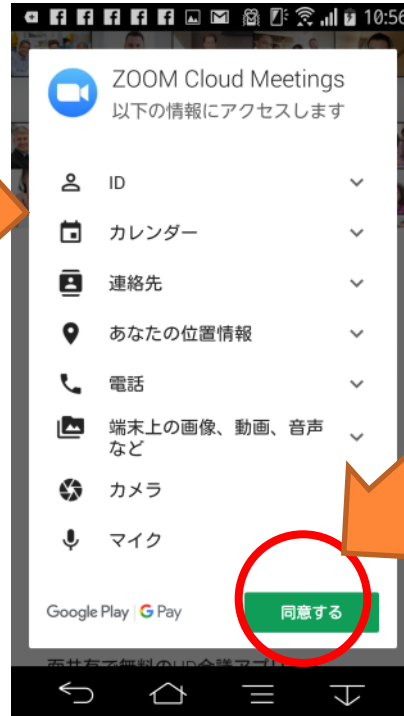 10:56
ZOOM Cloud Meetings
以下の情報にアクセスします
ID
カレンダー
連絡先
あなたの位置情報
電話
端末上の画像、動画、音声
など
カメラ
マイク
Google Play | G Pay
同意する